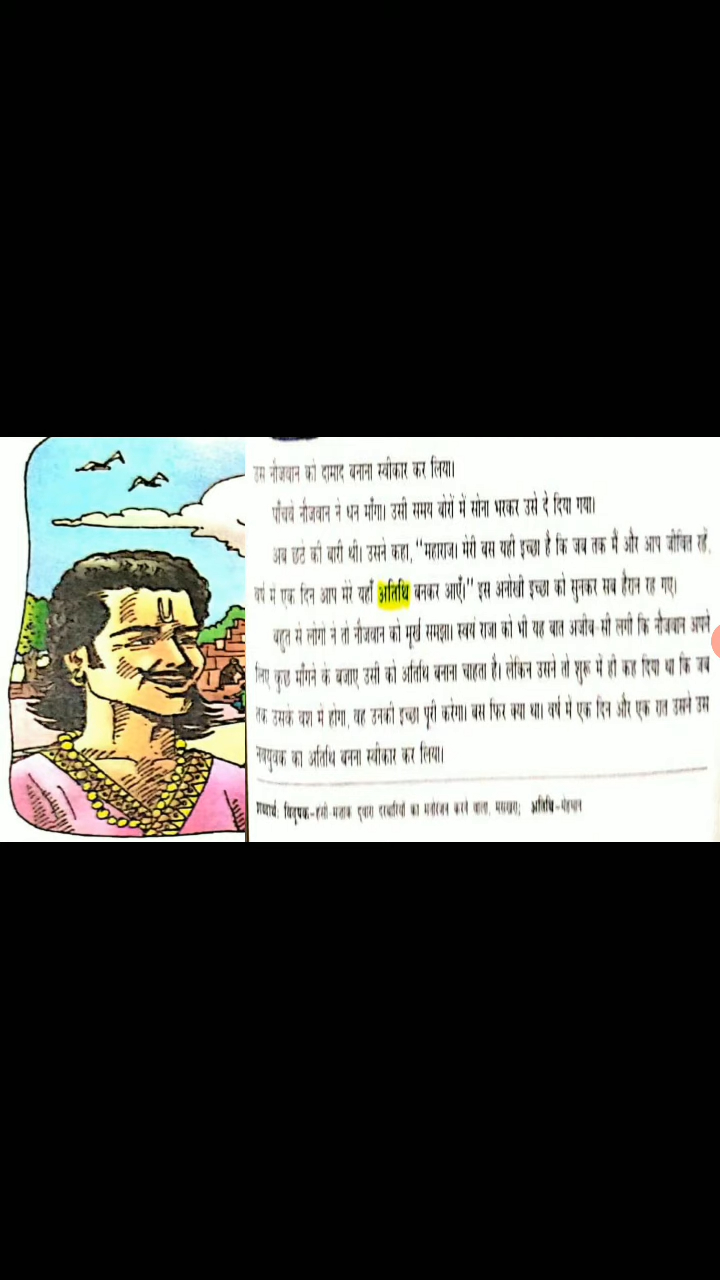 उस नौजवान को दामाद बनाना स्वीकार कर लिया।
पाँचवे नौजवान ने धन माँगा। उसी समय बोरों में सोना भरकर उसे दे दिया गया।
अब छठे की बारी थी। उसने कहा, "महाराज। मेरी बस यही इच्छा है कि जब तक मैं और आप जीवित रहें,
वर्ष में एक दिन आप मेरे यहाँ अतिथि बनकर आएँ।" इस अनोखी इच्छा को सुनकर सब हैरान रह गए।
बहुत से लोगों ने तो नौजवान को मूर्ख समझा। स्वयं राजा को भी यह बात अजीब-सी लगी कि नौजवान अपने
लिए कुछ माँगने के बजाए उसी को अतिथि बनाना चाहता है। लेकिन उसने तो शुरू में ही कह दिया था कि जब
तक उसके वश में होगा, वह उनकी इच्छा पूरी करेगा। बस फिर क्या था। वर्ष में एक दिन और एक रात उसने उस
नवयुवक का अतिथि बनना स्वीकार कर लिया।
शब्दार्थ: विदूषक-हंसी-मजाक द्वारा दरबारियों का मनोरंजन करने वाला, मसखरा; अतिथि-मेहमान